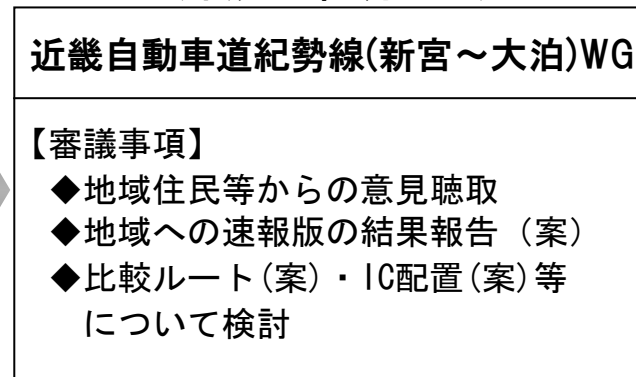 近畿自動車道紀勢線(新宮～大泊)WG
【審議事項】
◆地域住民等からの意見聴取
◆地域への速報版の結果報告（案）
◆比較ルート(案)・IC配置(案)等
について検討